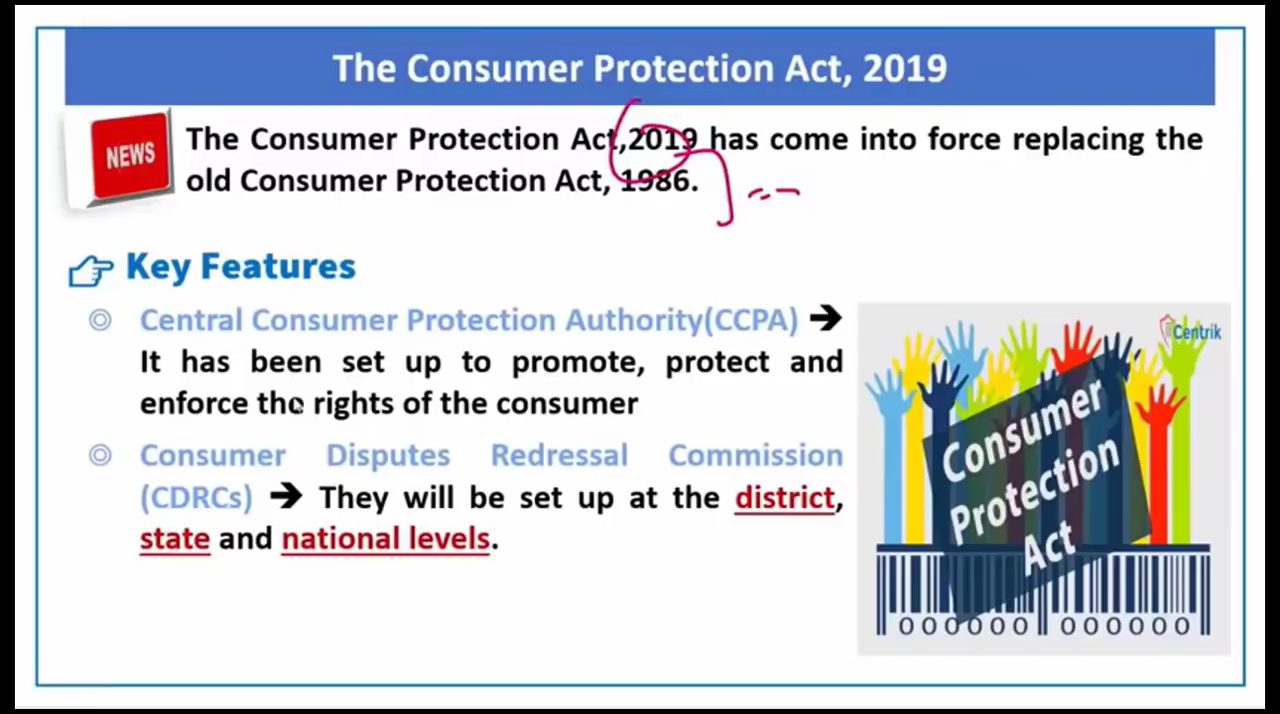 The Consumer Protection Act, 2019
NEWS
The Consumer Protection Act,2019 has come into force replacing the
old Consumer Protection Act, 1986.
Key Features
Central Consumer Protection Authority(CCPA) ➔
It has been set up to promote, protect and
enforce the rights of the consumer
Consumer Disputes Redressal Commission
(CDRCs) ➔ They will be set up at the district,
state and national levels.
Centrik
Consumer
Protection
Act
000000 000000